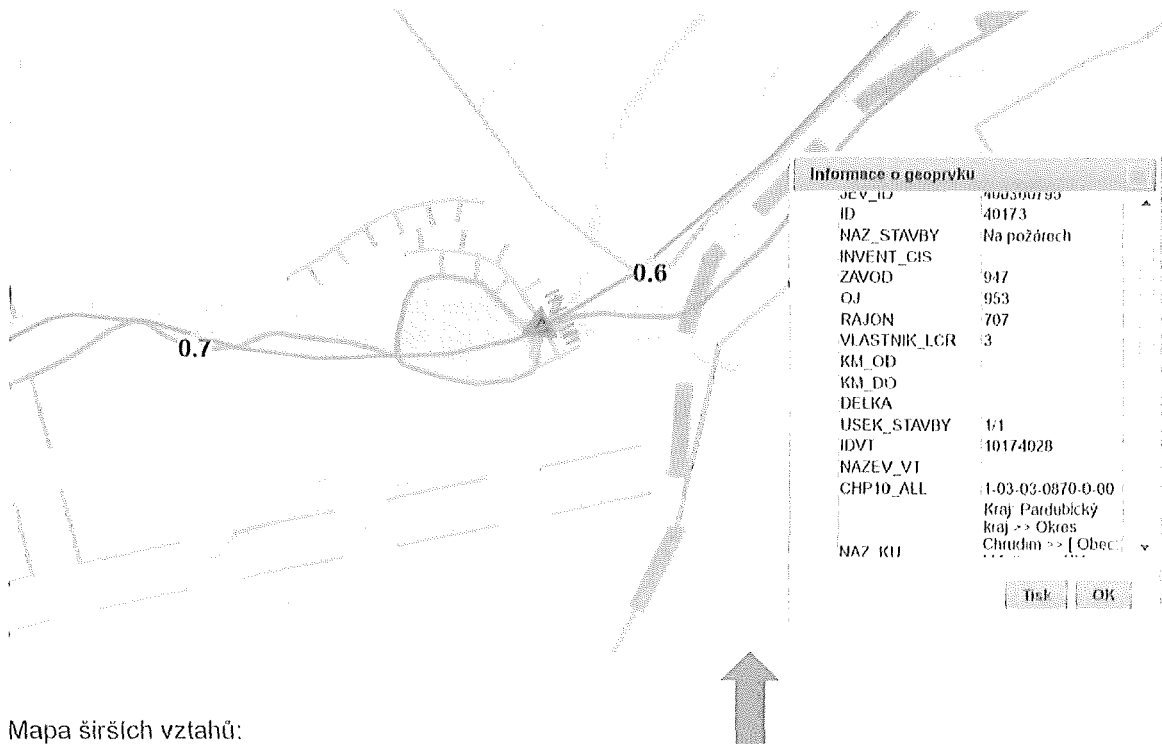 0.6
0.7
Informace o geoprvku
JEV_ID 400300795
ID 40173
NAZ_STAVBY Na požárech
INVENT_CIS
ZAVOD 947
OJ 953
RAJON 707
VLASTNIK_LCR 3
KM_OD
KM_DO
DELKA
USEK_STAVBY 1/1
IDVT 10174028
NAZEV_VT
CHP10_ALL 1-03-03-0870-0-00
Kraj: Pardubický
kraj >> Okres
NAZ_KU Chrudim >> [ Obec:
Tisk OK
Mapa širších vztahů: